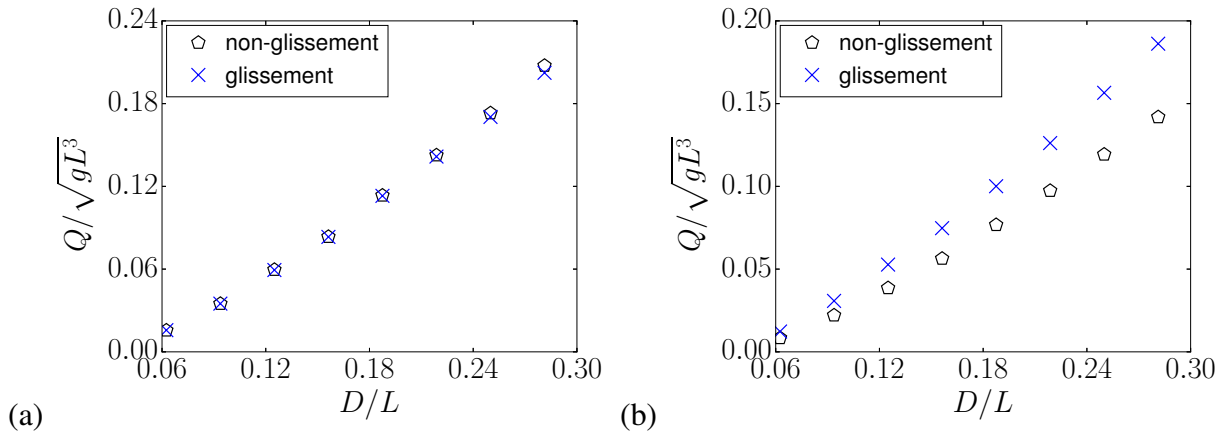 0.24
0.18
0.12
0.06
0.00
Q/√gL³
non-glissement
glissement
0.06 0.12 0.18 0.24 0.30
D/L
(a)
0.20
0.15
0.10
0.05
0.00
Q/√gL³
non-glissement
glissement
0.06 0.12 0.18 0.24 0.30
D/L
(b)